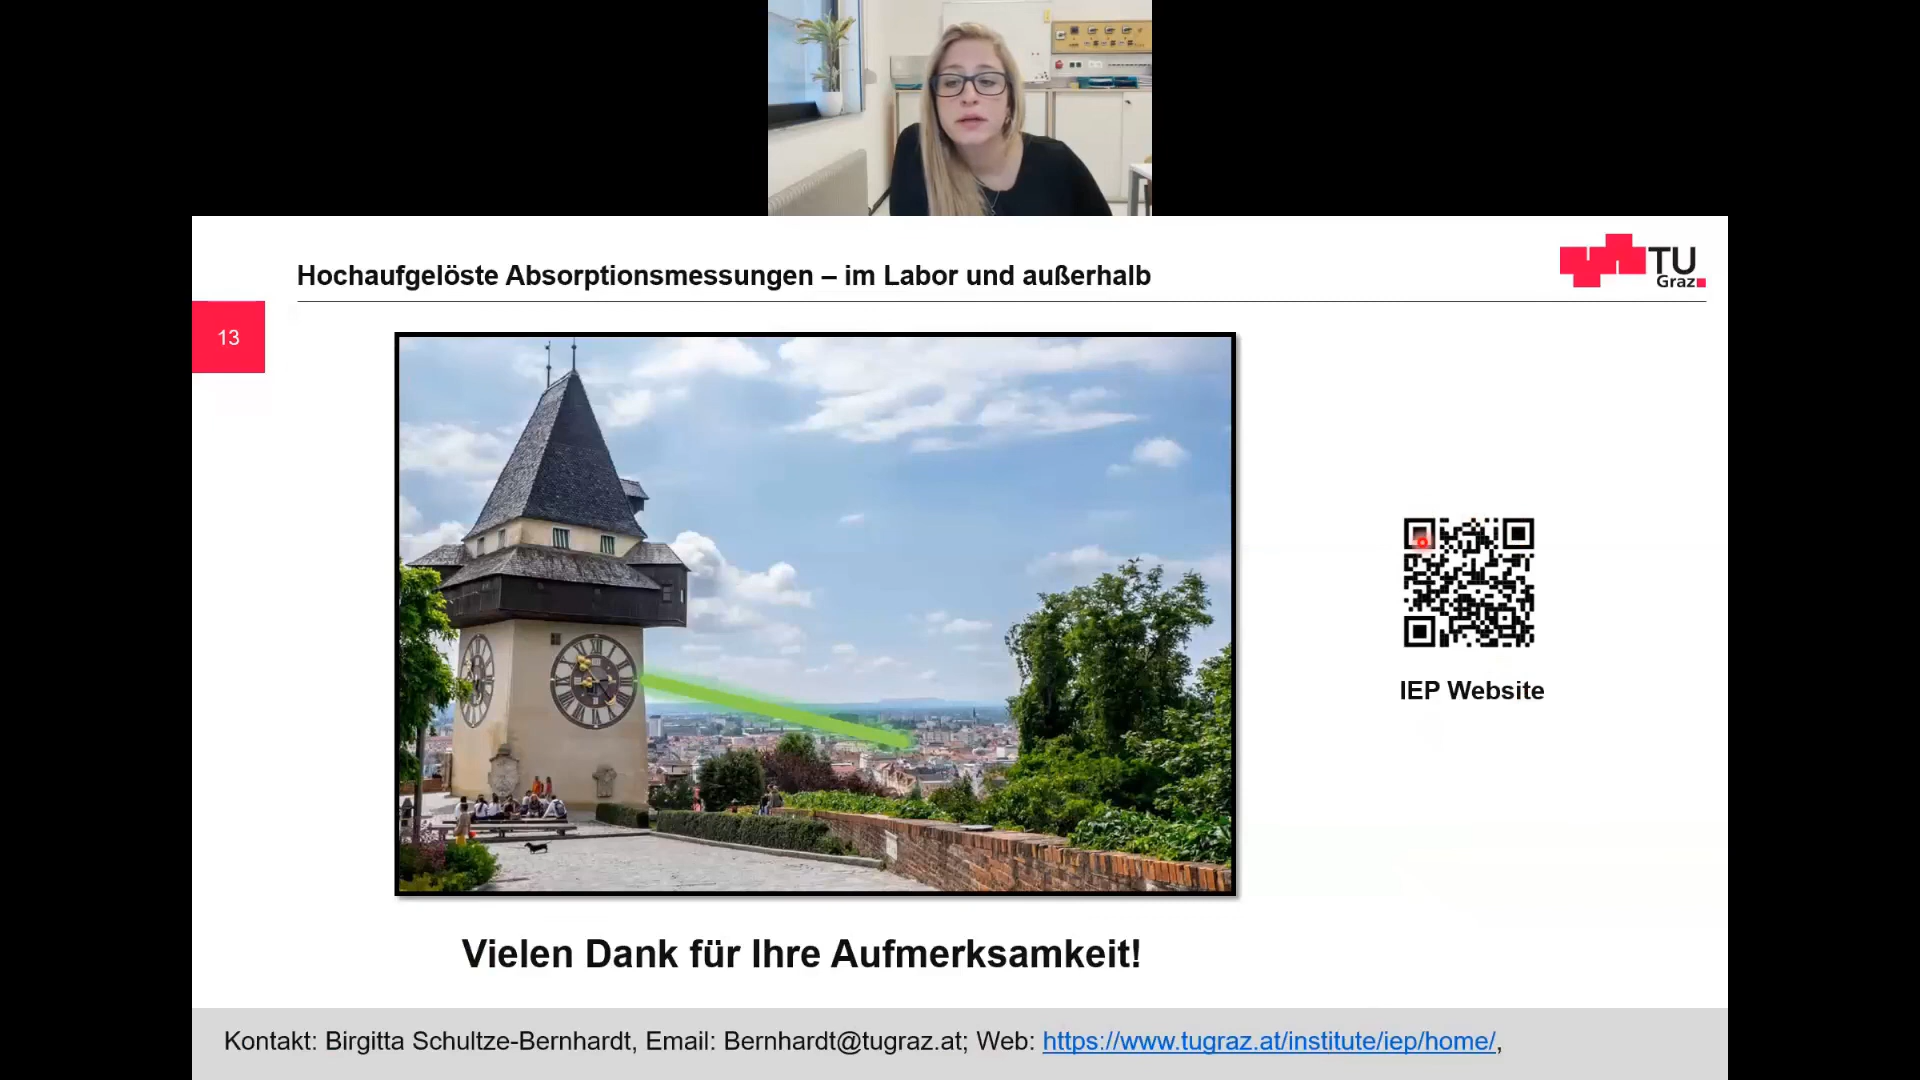 Hochaufgelöste Absorptionsmessungen – im Labor und außerhalb
TU
Graz
13
IEP Website
Vielen Dank für Ihre Aufmerksamkeit!
Kontakt: Birgitta Schultze-Bernhardt, Email: Bernhardt@tugraz.at; Web: https://www.tugraz.at/institute/iep/home/,